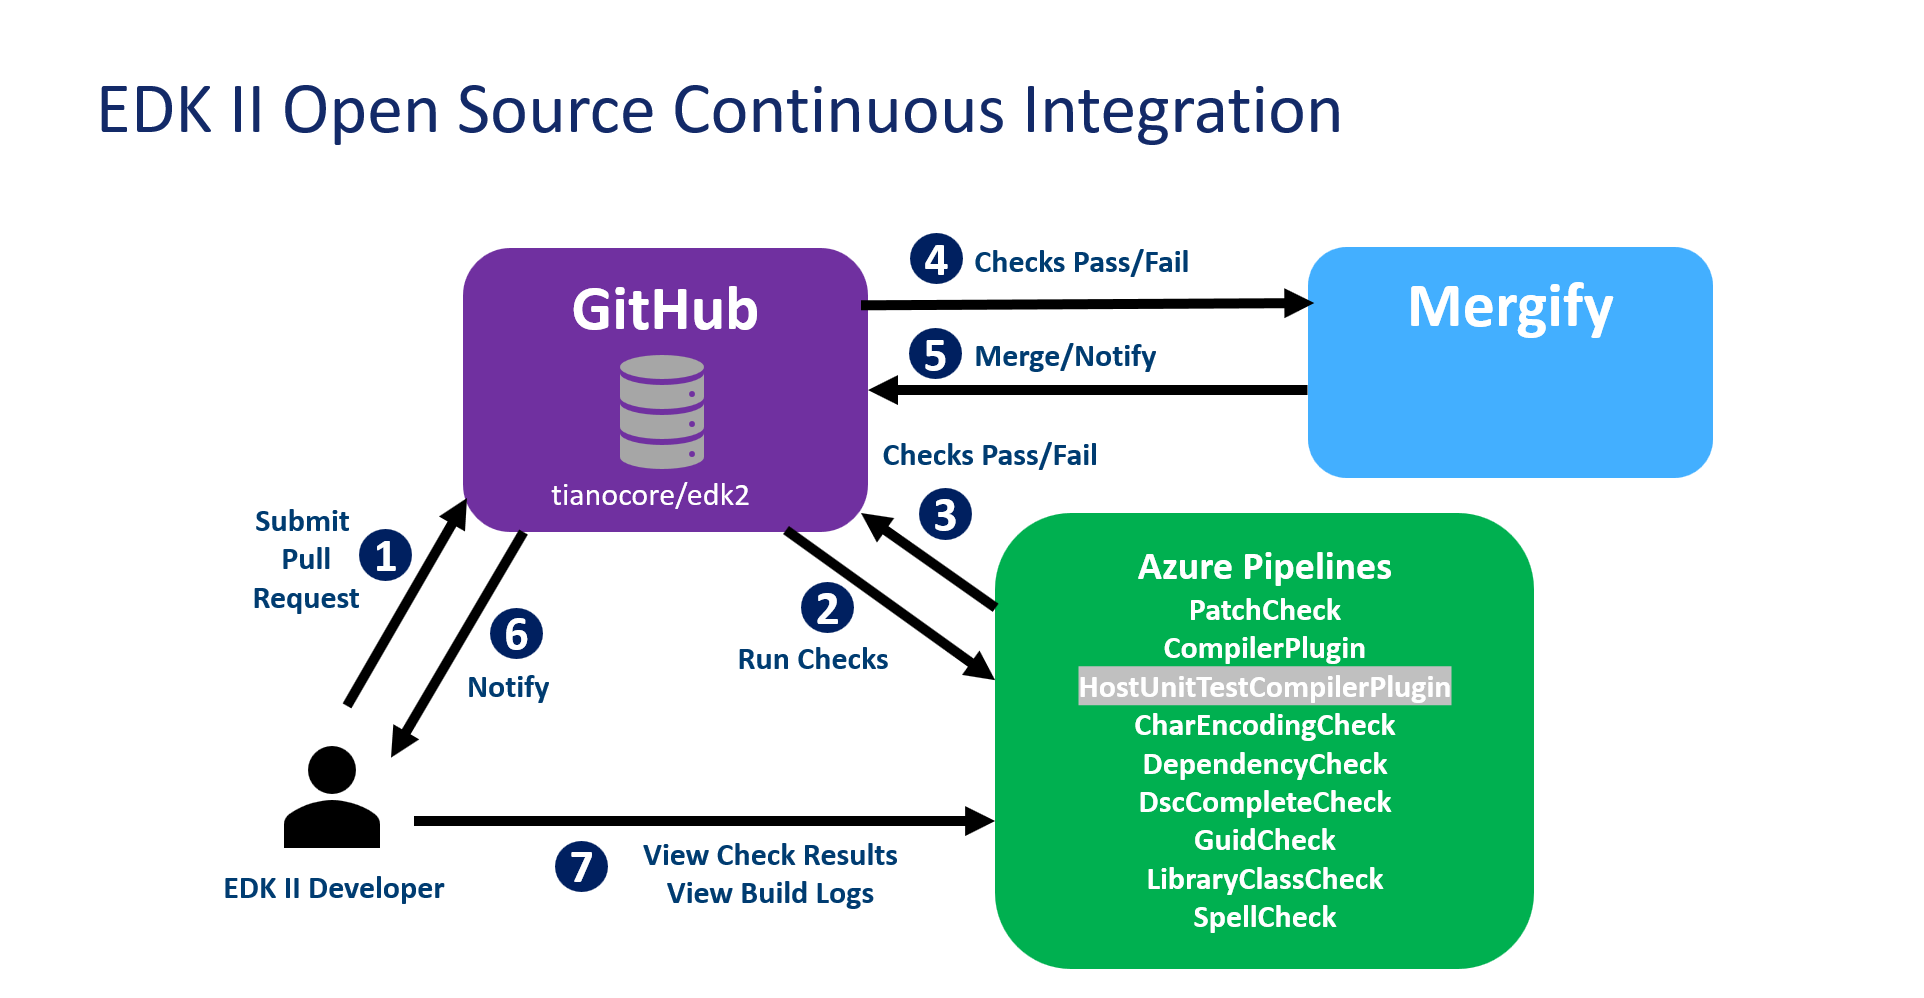 EDK II Open Source Continuous Integration
4 Checks Pass/Fail
GitHub
Mergify
5 Merge/Notify
Checks Pass/Fail
tianocore/edk2
3
Submit
Pull
Request
1
2
Run Checks
6
Notify
Azure Pipelines
PatchCheck
CompilerPlugin
HostUnitTestCompilerPlugin
CharEncodingCheck
DependencyCheck
DscCompleteCheck
GuidCheck
LibraryClassCheck
SpellCheck
7
View Check Results
View Build Logs
EDK II Developer